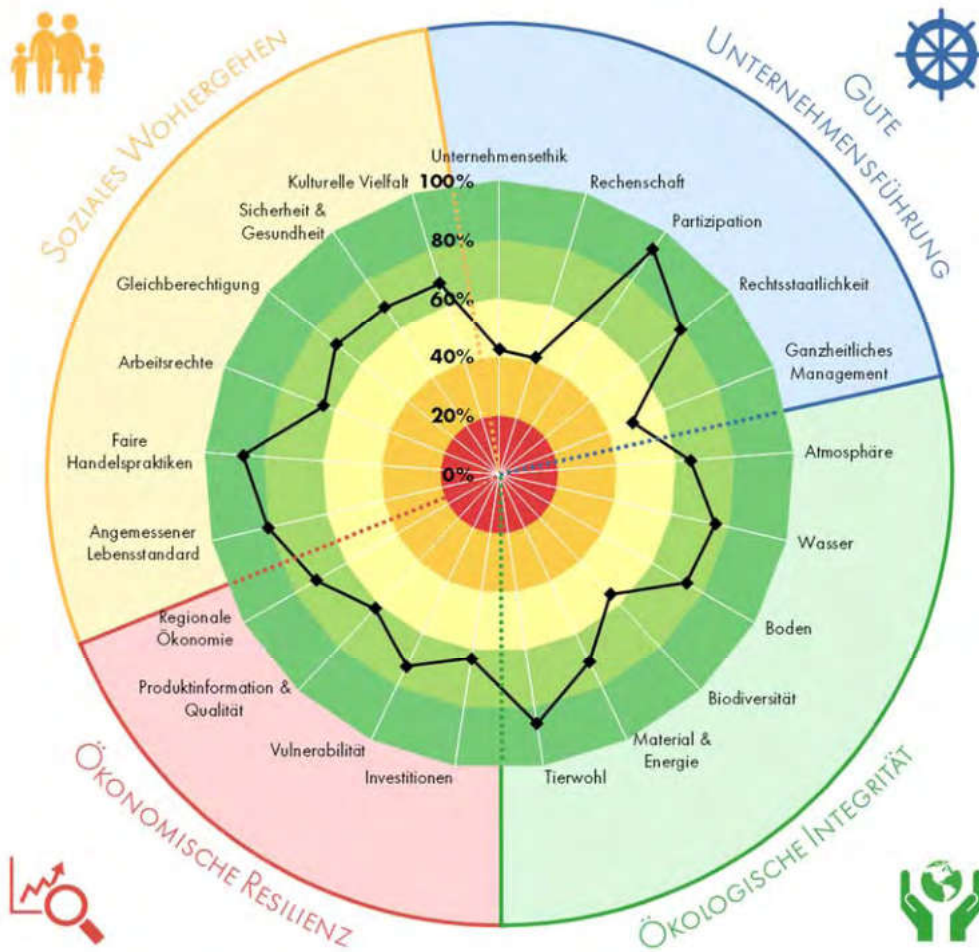 SOZIALES WOHLERGEHEN
GUTE
UNTERNEHMENSFÜHRUNG
Unternehmensethik
Kulturelle Vielfalt
100%
Rechenschaft
Sicherheit &
Gesundheit
Partizipation
80%
Gleichberechtigung
Rechtsstaatlichkeit
60%
Arbeitsrechte
40%
Ganzheitliches
Management
20%
Faire
Handelspraktiken
0%
Atmosphäre
Angemessener
Lebensstandard
Wasser
Regionale
Ökonomie
Boden
Produktinformation &
Qualität
Biodiversität
Vulnerabilität
Material &
Energie
Investitionen
Tierwohl
ÖKONOMISCHE RESILIENZ
ÖKOLOGISCHE INTEGRITÄT